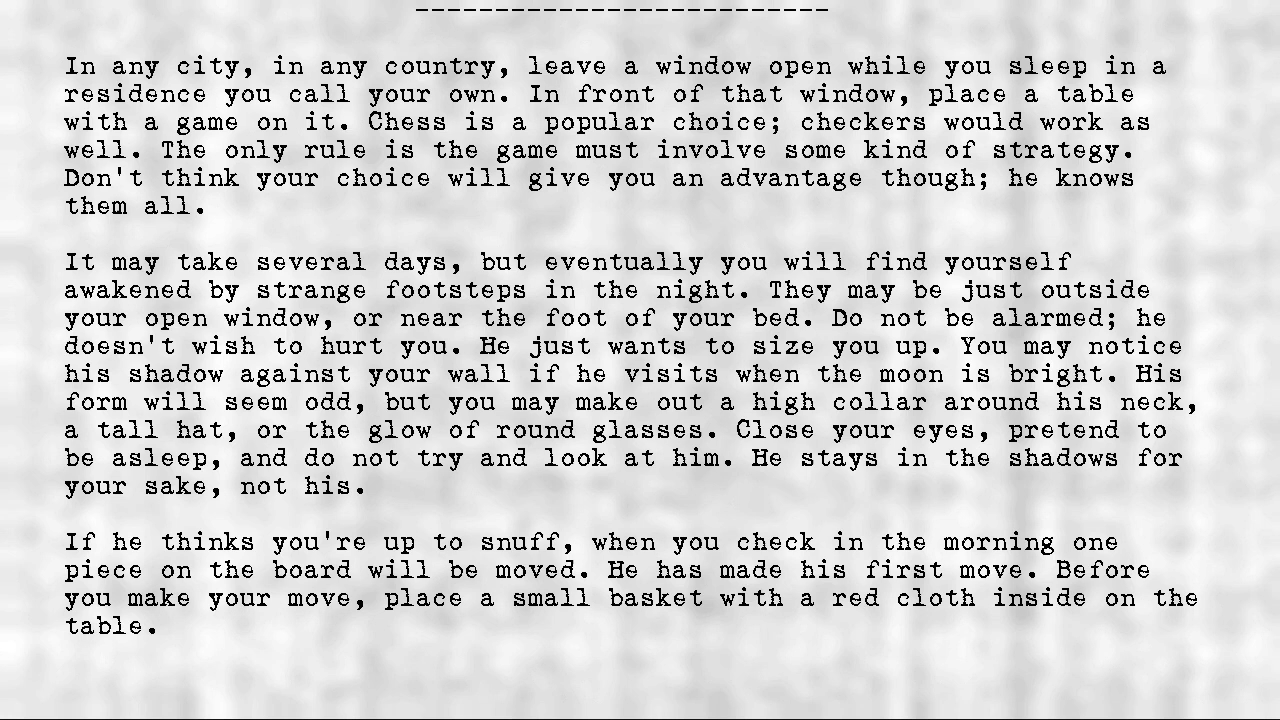 --------------------------
In any city, in any country, leave a window open while you sleep in a
residence you call your own. In front of that window, place a table
with a game on it. Chess is a popular choice; checkers would work as
well. The only rule is the game must involve some kind of strategy.
Don't think your choice will give you an advantage though; he knows
them all.
It may take several days, but eventually you will find yourself
awakened by strange footsteps in the night. They may be just outside
your open window, or near the foot of your bed. Do not be alarmed; he
doesn't wish to hurt you. He just wants to size you up. You may notice
his shadow against your wall if he visits when the moon is bright. His
form will seem odd, but you may make out a high collar around his neck,
a tall hat, or the glow of round glasses. Close your eyes, pretend to
be asleep, and do not try and look at him. He stays in the shadows for
your sake, not his.
If he thinks you're up to snuff, when you check in the morning one
piece on the board will be moved. He has made his first move. Before
you make your move, place a small basket with a red cloth inside on the
table.